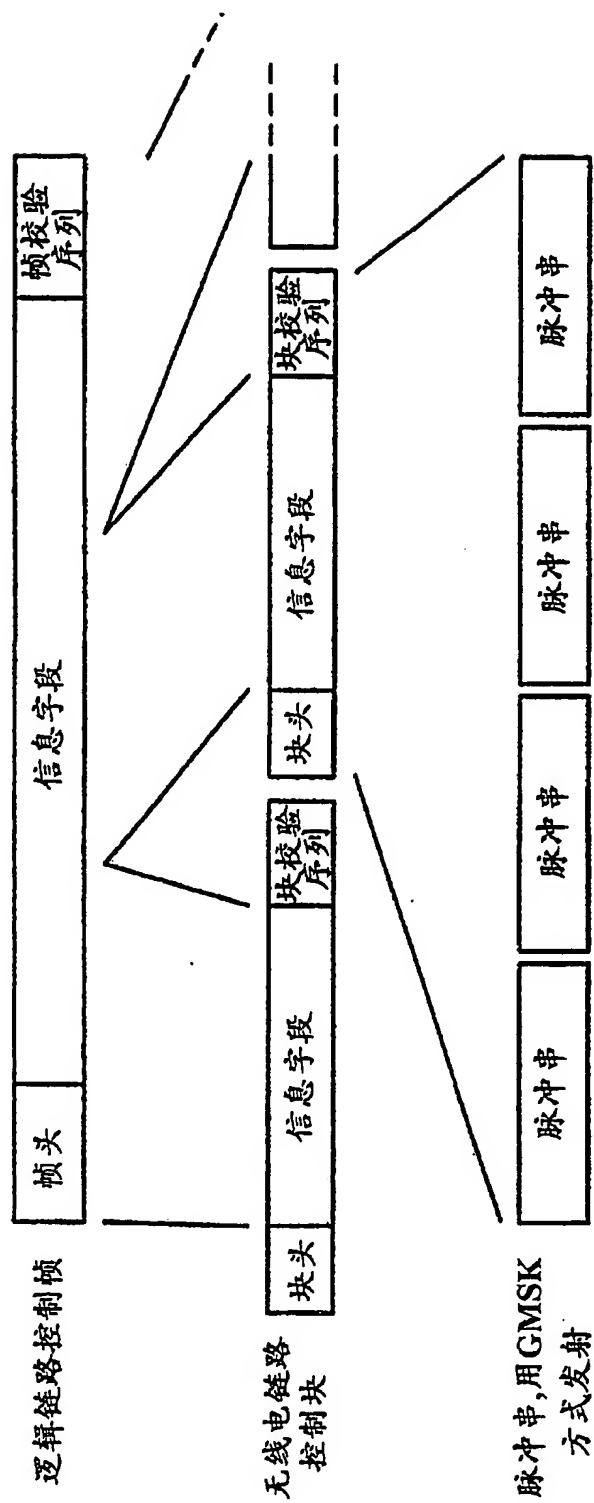 逻辑链路控制帧
帧头
信息字段
帧校验
序列
无线电链路
控制块
块头
信息字段
块校验
序列
块头
信息字段
块校验
序列
脉冲串,用GMSK
方式发射
脉冲串
脉冲串
脉冲串
脉冲串